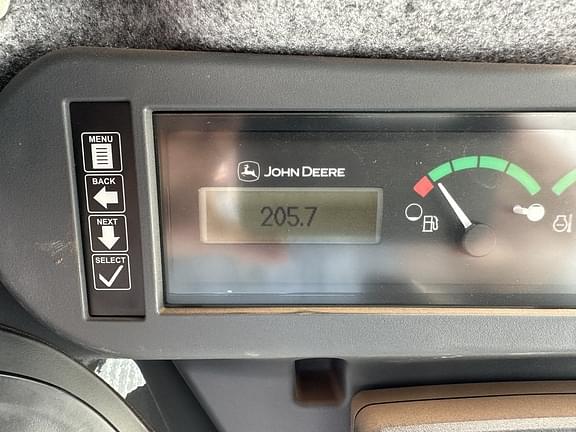 MENU
BACK
NEXT
SELECT
JOHN DEERE
205.7